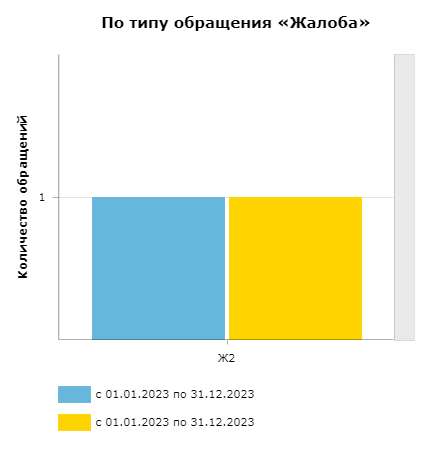 По типу обращения «Жалоба»
Количество обращений
1
Ж2
с 01.01.2023 по 31.12.2023
с 01.01.2023 по 31.12.2023